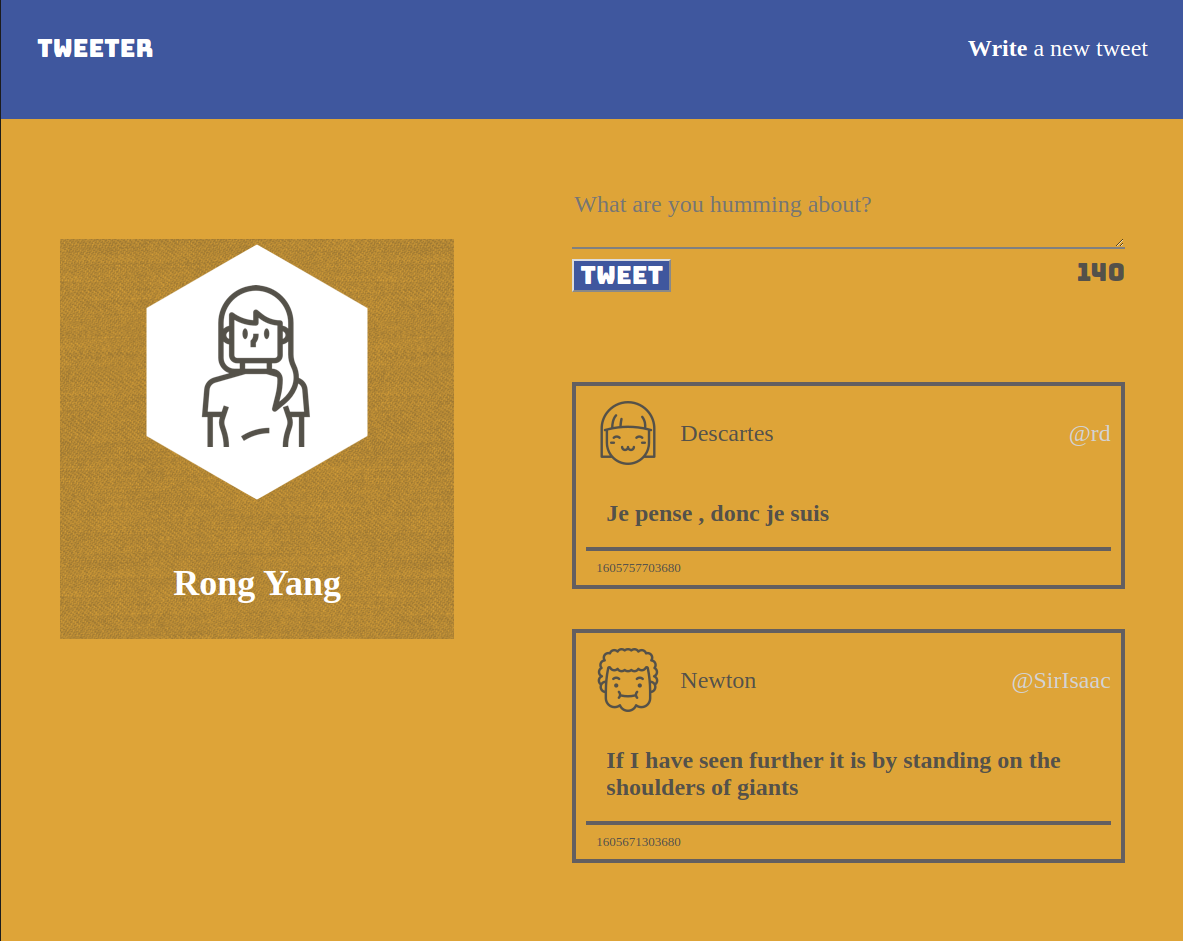 TWEETER
Write a new tweet
What are you humming about?
TWEET
140
Rong Yang
Descartes
@rd
Je pense , donc je suis
1605757703680
Newton
@SirIsaac
If I have seen further it is by standing on the
shoulders of giants
1605671303680